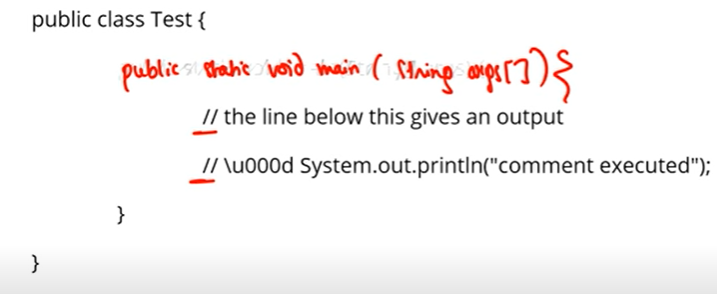 public class Test {
public static void main ( String args[]) {
// the line below this gives an output
// \u000d System.out.println("comment executed");
}
}